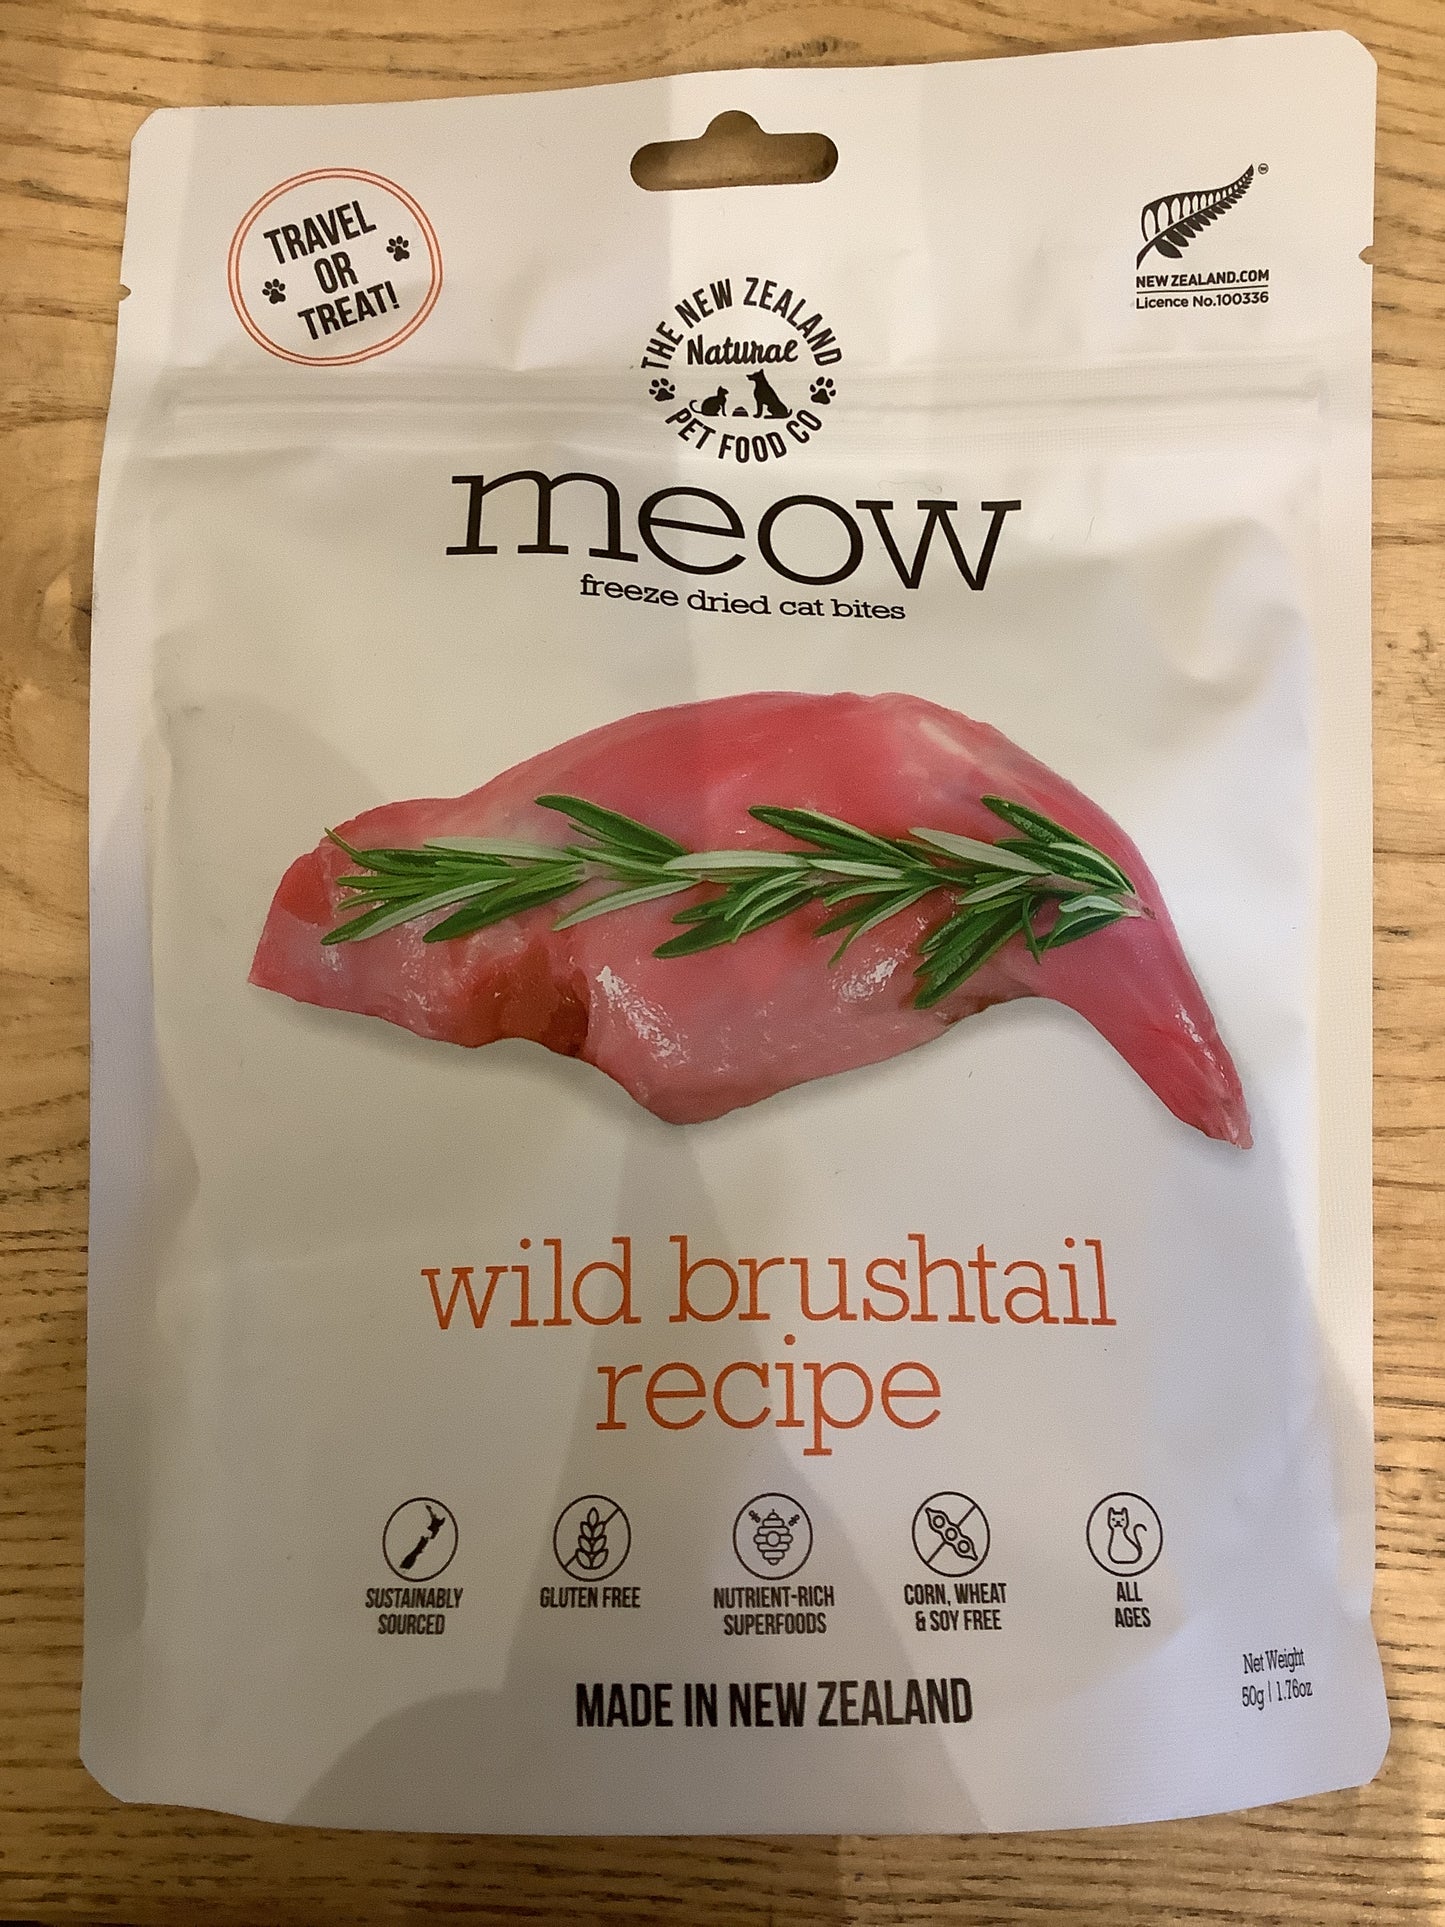 TRAVEL
OR
TREAT!
NEW ZEALAND.COM
Licence No.100336
THE NEW ZEALAND
Natural
PET FOOD CO
meow
freeze dried cat bites
wild brushtail
recipe
SUSTAINABLY
SOURCED
GLUTEN FREE
NUTRIENT-RICH
SUPERFOODS
CORN, WHEAT
& SOY FREE
ALL
AGES
MADE IN NEW ZEALAND
Net Weight
50g | 1.76oz